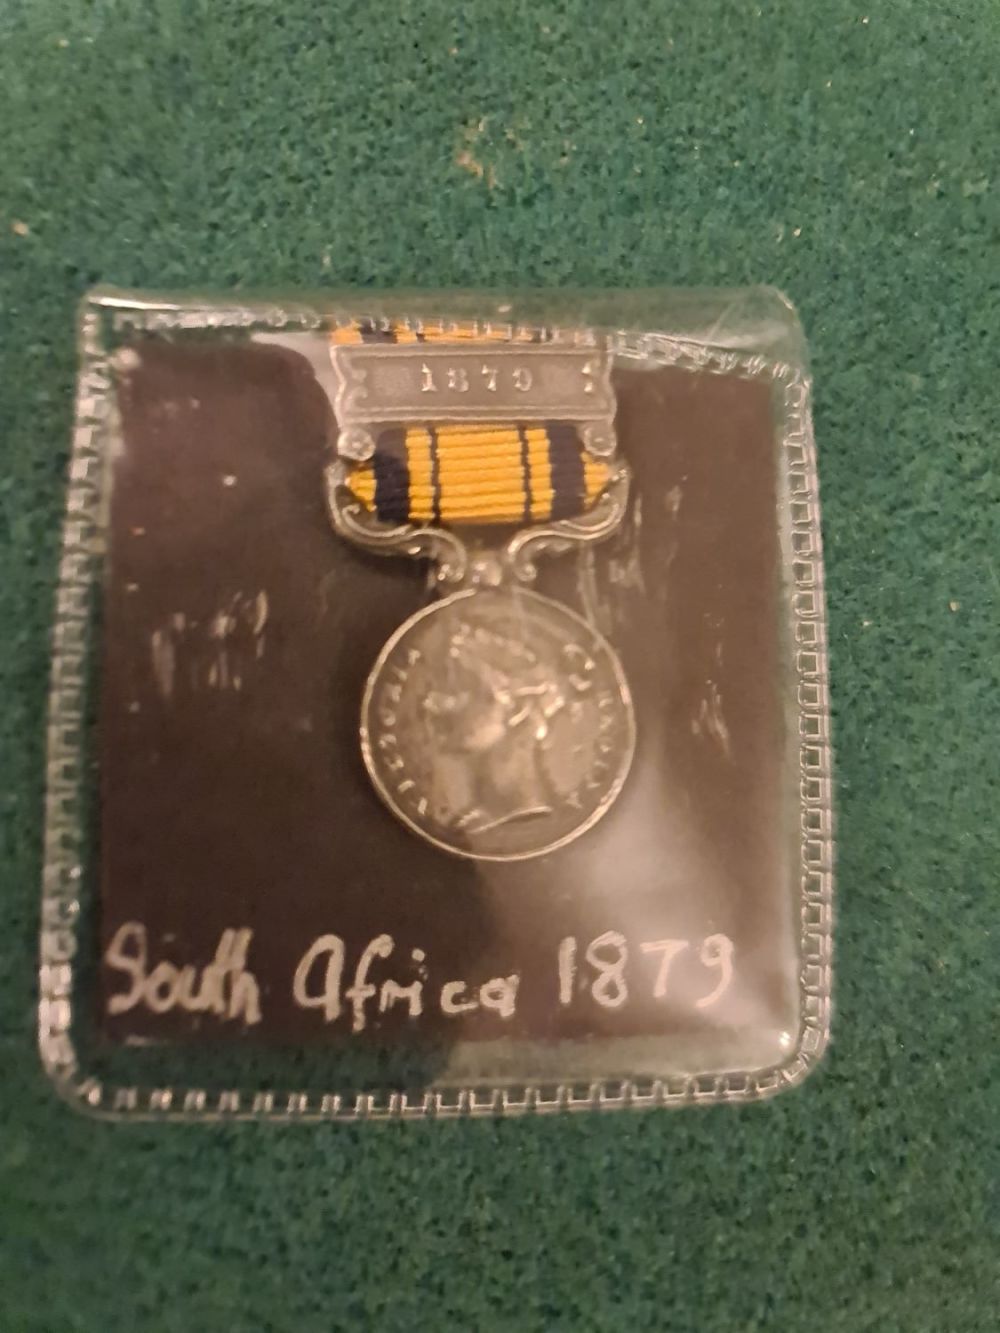 1879
VICTORIA REGINA
South Africa 1879